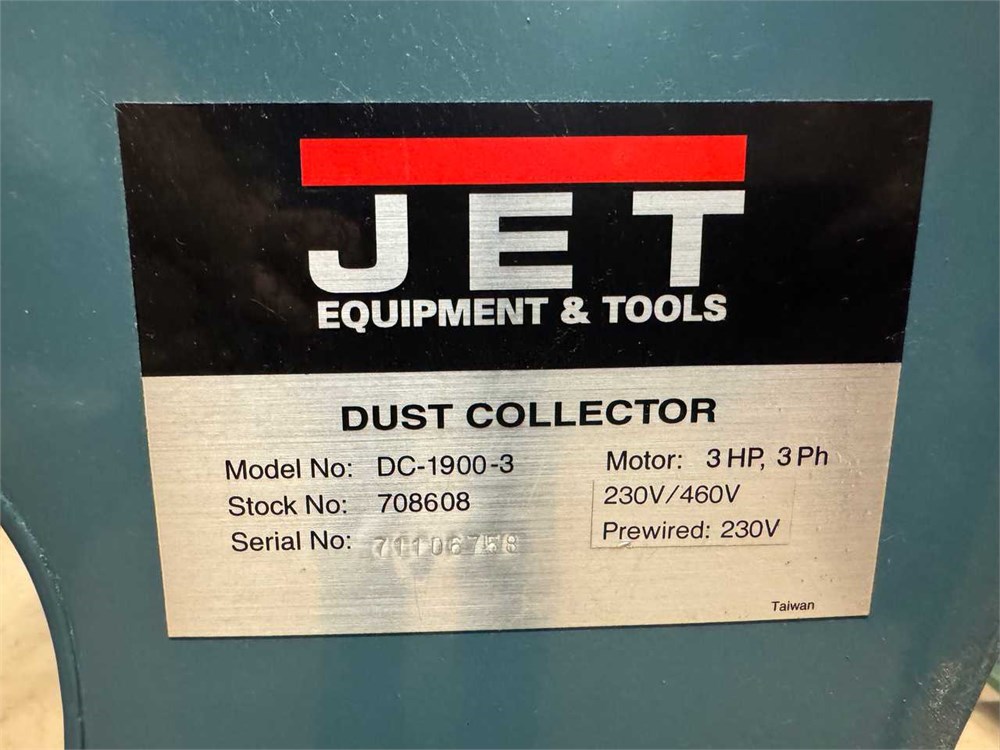 JET
EQUIPMENT & TOOLS
DUST COLLECTOR
Model No: DC-1900-3
Stock No: 708608
Serial No: 71106758
Motor: 3 HP, 3 Ph
230V/460V
Prewired: 230V
Taiwan